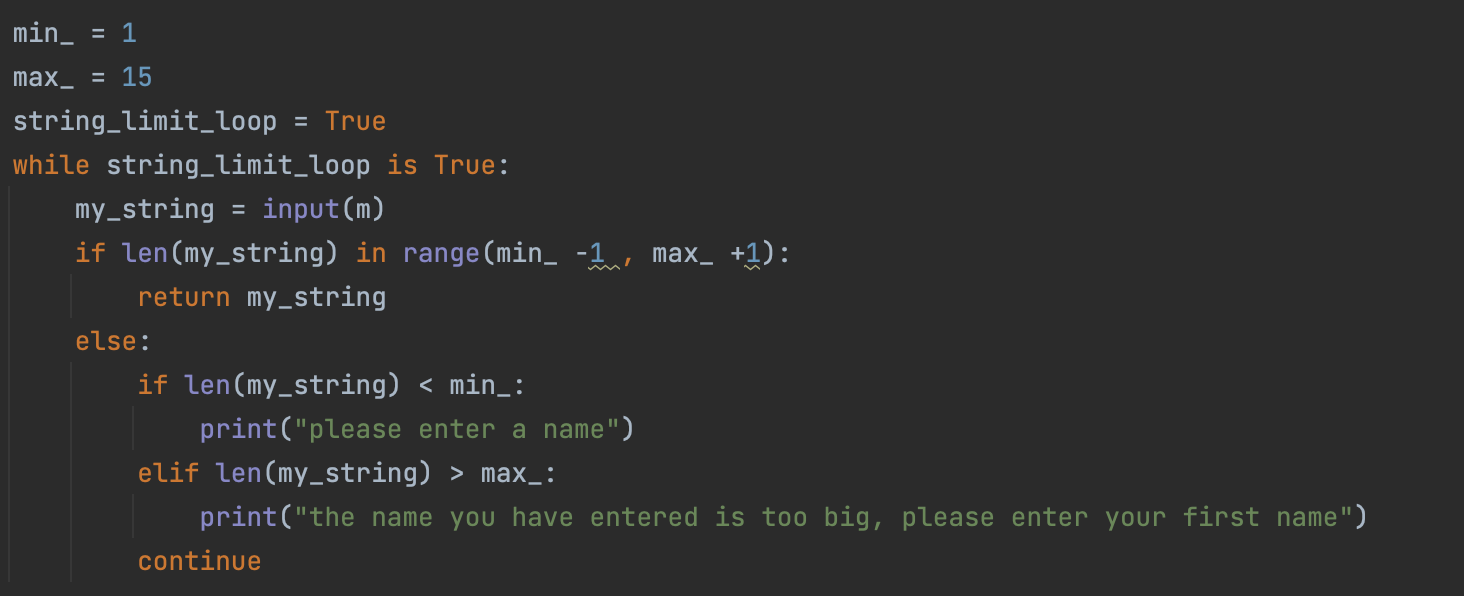 min_ = 1
max_ = 15
string_limit_loop = True
while string_limit_loop is True:
    my_string = input(m)
    if len(my_string) in range(min_ -1 , max_ +1):
        return my_string
    else:
        if len(my_string) < min_:
            print("please enter a name")
        elif len(my_string) > max_:
            print("the name you have entered is too big, please enter your first name")
        continue